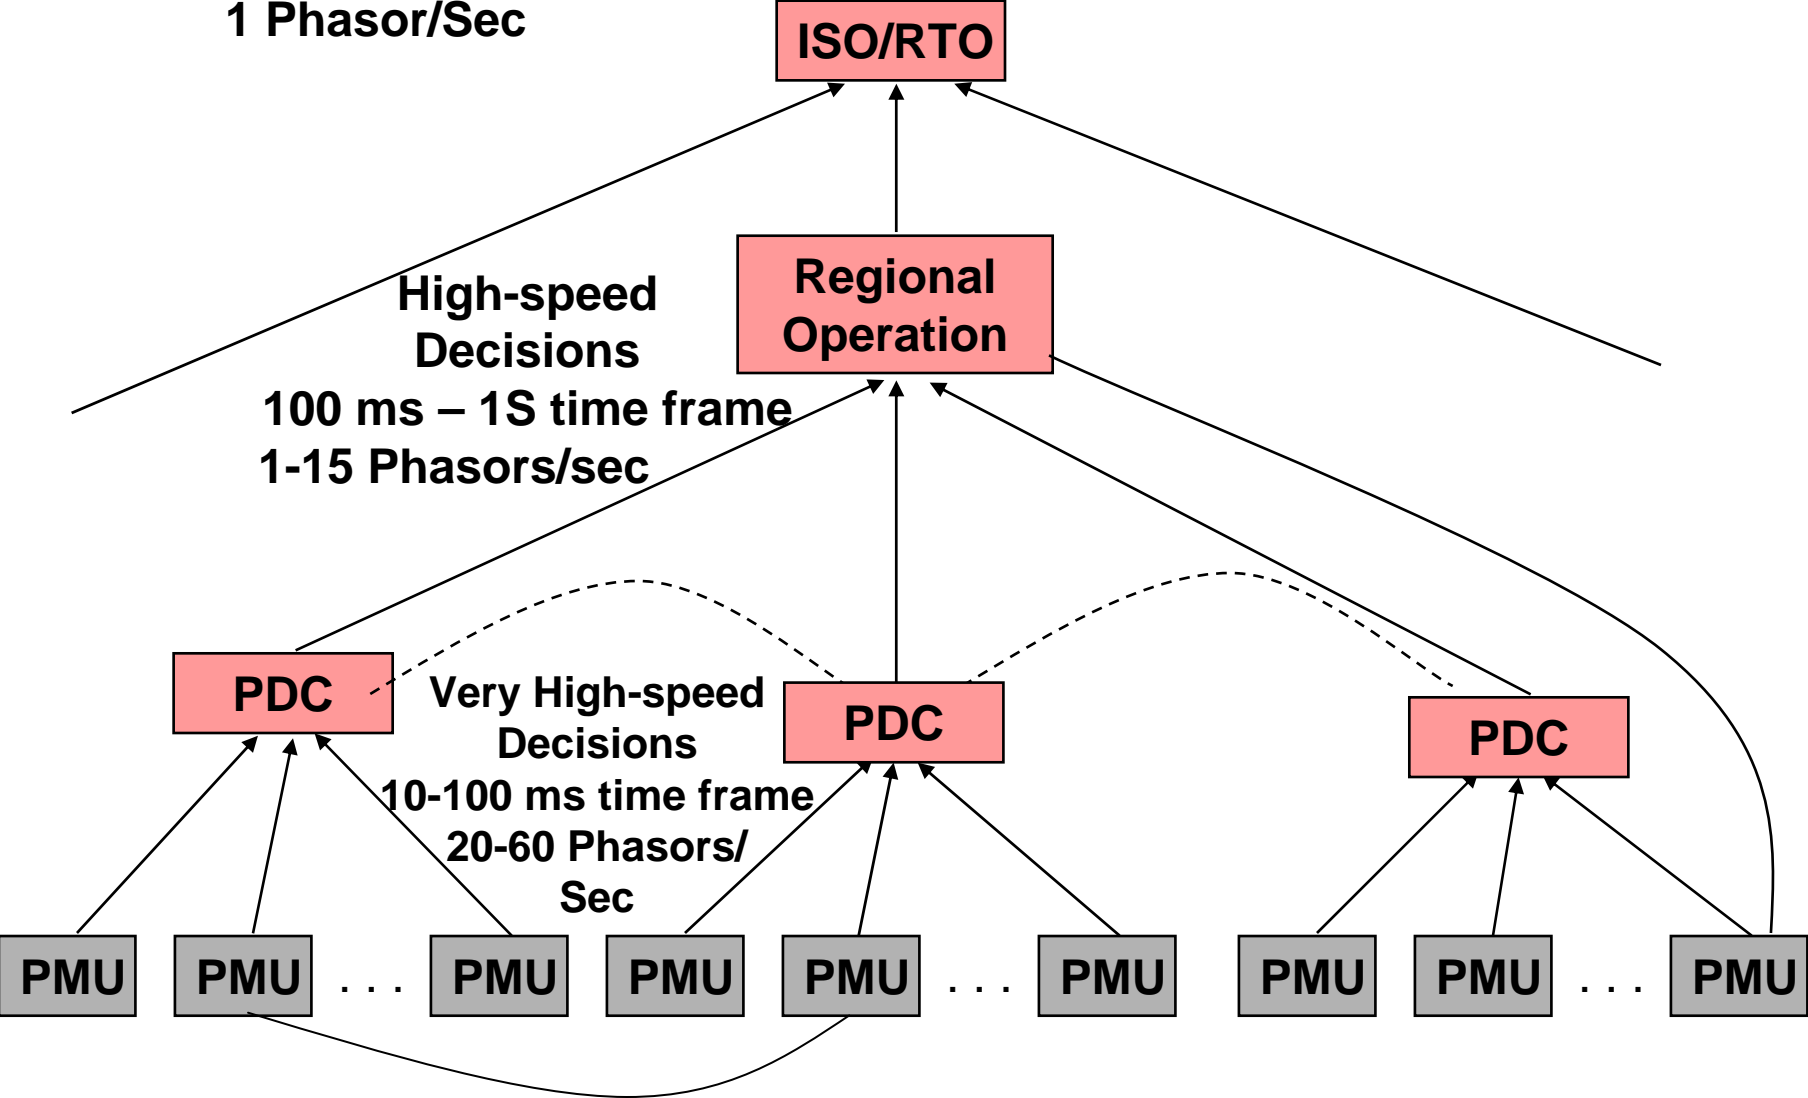 1 Phasor/Sec
ISO/RTO
Regional
Operation
High-speed
Decisions
100 ms – 1S time frame
1-15 Phasors/sec
PDC
Very High-speed
Decisions
10-100 ms time frame
20-60 Phasors/
Sec
PDC
PDC
PMU PMU . . . PMU PMU PMU . . . PMU PMU PMU . . . PMU